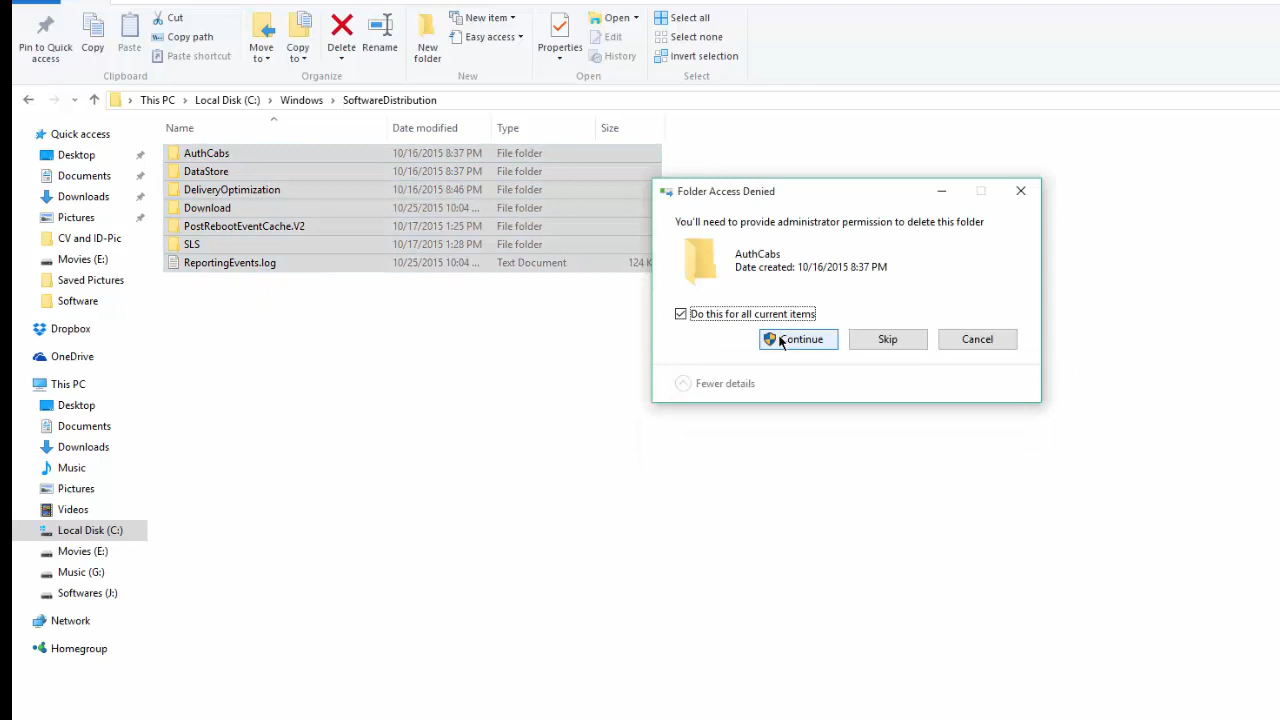 Cut
Copy path
Paste shortcut
Pin to Quick access
Copy
Paste
Clipboard
Move to
Copy to
Delete
Rename
Organize
New item
Easy access
New folder
New
Properties
Open
Edit
History
Open
Select all
Select none
Invert selection
Select
This PC
Local Disk (C:)
Windows
SoftwareDistribution
Quick access
Desktop
Documents
Downloads
Pictures
CV and ID-Pic
Movies (E:)
Saved Pictures
Software
Dropbox
OneDrive
This PC
Desktop
Documents
Downloads
Music
Pictures
Videos
Local Disk (C:)
Movies (E:)
Music (G:)
Softwares (J:)
Network
Homegroup
Name Date modified Type Size
AuthCabs 10/16/2015 8:37 PM File folder
DataStore 10/16/2015 8:37 PM File folder
DeliveryOptimization 10/16/2015 8:46 PM File folder
Download 10/25/2015 10:04 ... File folder
PostRebootEventCache.V2 10/17/2015 1:25 PM File folder
SLS 10/17/2015 1:28 PM File folder
ReportingEvents.log 10/25/2015 10:04 ... Text Document 124 K
Folder Access Denied
You'll need to provide administrator permission to delete this folder
AuthCabs
Date created: 10/16/2015 8:37 PM
Do this for all current items
Continue
Skip
Cancel
Fewer details